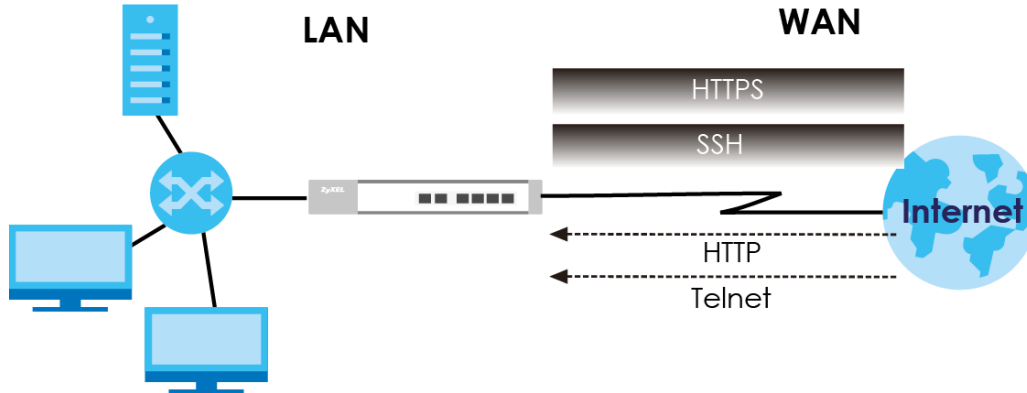 LAN
WAN
HTTPS
SSH
ZyXEL
Internet
HTTP
Telnet